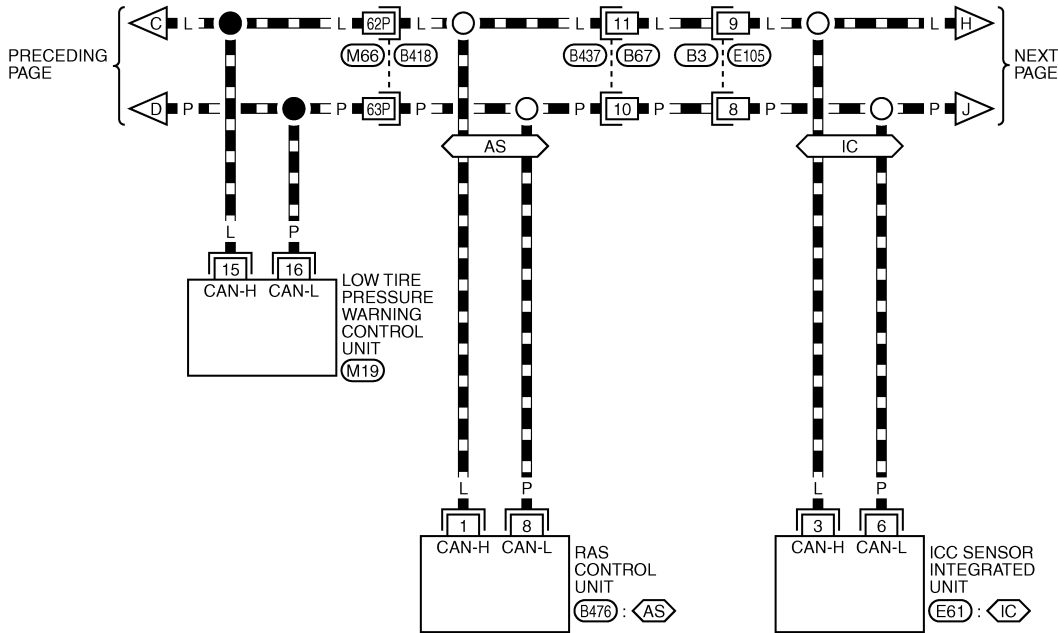 C L L 62P L L 11 L L 9 L L H
PRECEDING
PAGE
M66 B418 B437 B67 B3 E105
NEXT
PAGE
D P P 63P P P 10 P P 8 P P J
AS IC
L P
15 16
CAN-H CAN-L
LOW TIRE
PRESSURE
WARNING
CONTROL
UNIT
M19
L P L P
1 8 3 6
CAN-H CAN-L CAN-H CAN-L
RAS
CONTROL
UNIT
B476 : AS
ICC SENSOR
INTEGRATED
UNIT
E61 : IC